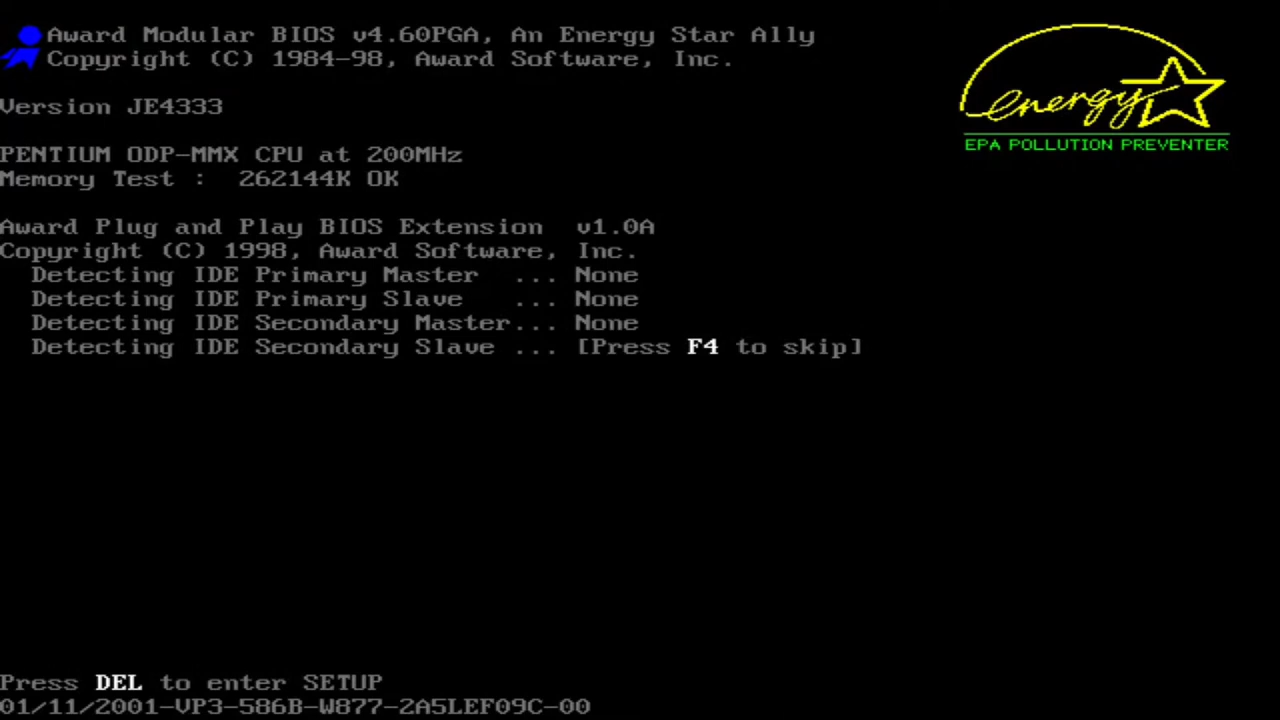 Award Modular BIOS v4.60PGA, An Energy Star Ally
Copyright (C) 1984-98, Award Software, Inc.
Version JE4333
energy
EPA POLLUTION PREVENTER
PENTIUM ODP-MMX CPU at 200MHz
Memory Test :  262144K OK
Award Plug and Play BIOS Extension  v1.0A
Copyright (C) 1998, Award Software, Inc.
Detecting IDE Primary Master   ... None
Detecting IDE Primary Slave    ... None
Detecting IDE Secondary Master... None
Detecting IDE Secondary Slave  ... [Press F4 to skip]
Press DEL to enter SETUP
01/11/2001-VP3-586B-W877-2A5LEF09C-00